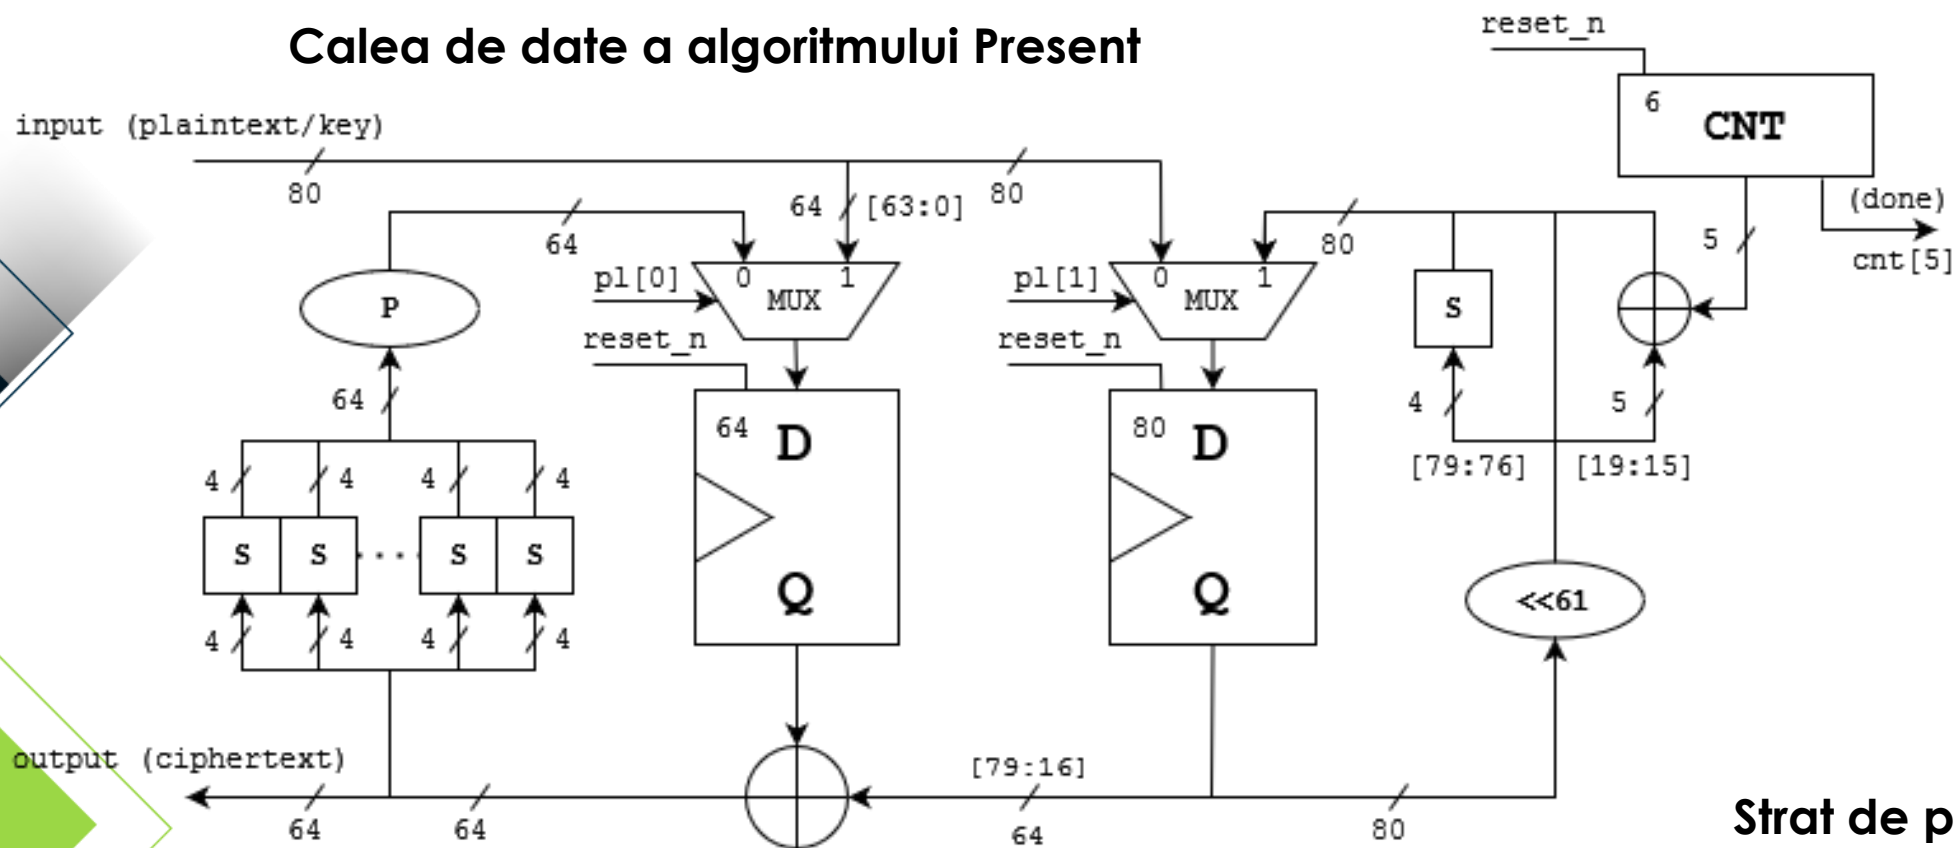 Calea de date a algoritmului Present
reset_n
6
CNT
input (plaintext/key)
80
64
64 [63:0]
80
80
5
(done)
cnt[5]
P
pl[0]
0 1
MUX
reset_n
pl[1]
0 1
MUX
reset_n
S
64
64 D
80 D
4
5
[79:76]
[19:15]
4 4 4 4
S S .... S S
Q
Q
<<61
4 4 4 4
output (ciphertext)
[79:16]
64
64
64
80
Strat de p